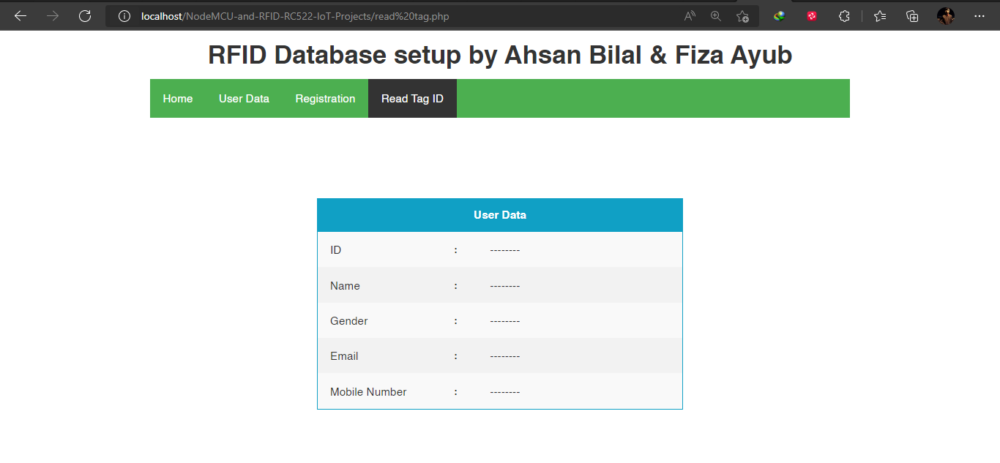 localhost/NodeMCU-and-RFID-RC522-IoT-Projects/read%20tag.php
RFID Database setup by Ahsan Bilal & Fiza Ayub
Home User Data Registration Read Tag ID
User Data
ID : --------
Name : --------
Gender : --------
Email : --------
Mobile Number : --------